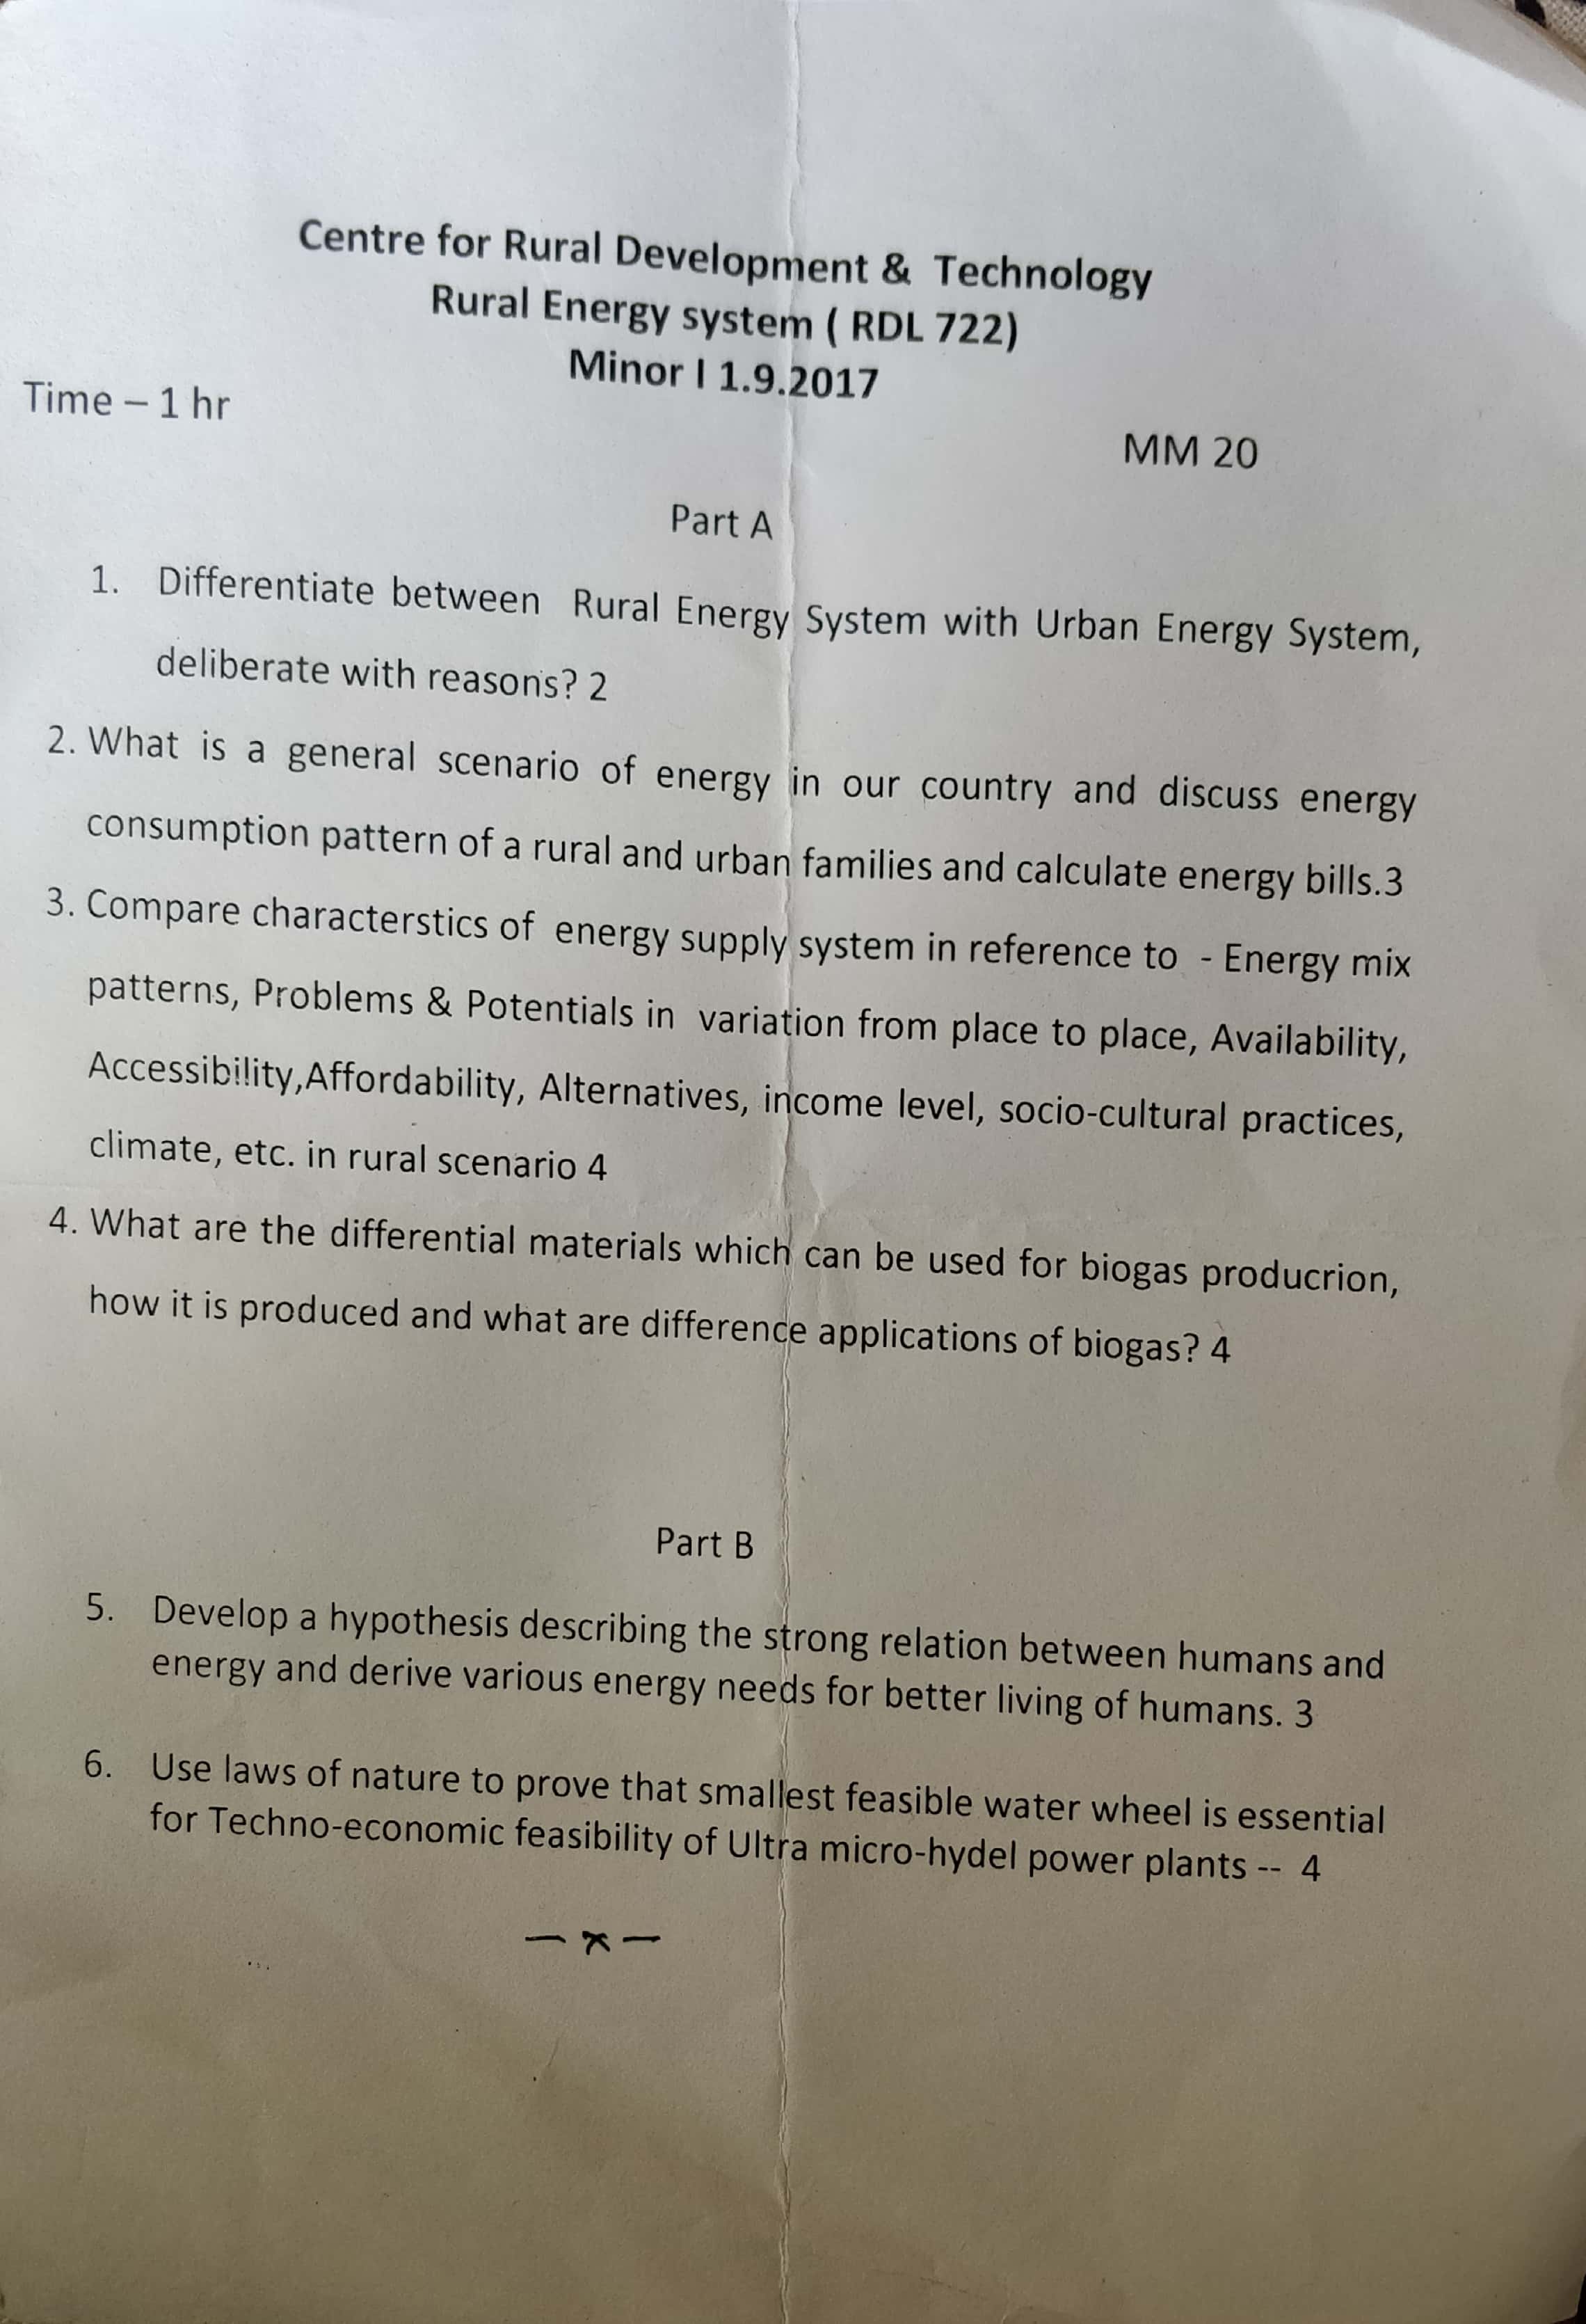 Centre for Rural Development & Technology
Rural Energy system ( RDL 722)
Minor I 1.9.2017
Time – 1 hr
MM 20
Part A
1. Differentiate between Rural Energy System with Urban Energy System,
deliberate with reasons? 2
2. What is a general scenario of energy in our country and discuss energy
consumption pattern of a rural and urban families and calculate energy bills.3
3. Compare characterstics of energy supply system in reference to - Energy mix
patterns, Problems & Potentials in variation from place to place, Availability,
Accessibility,Affordability, Alternatives, income level, socio-cultural practices,
climate, etc. in rural scenario 4
4. What are the differential materials which can be used for biogas producrion,
how it is produced and what are difference applications of biogas? 4
Part B
5. Develop a hypothesis describing the strong relation between humans and
energy and derive various energy needs for better living of humans. 3
6. Use laws of nature to prove that smallest feasible water wheel is essential
for Techno-economic feasibility of Ultra micro-hydel power plants -- 4
— x —